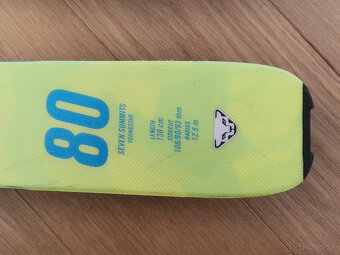 80
SEVEN SUMMITS
YOUNGSTAR
LENGTH
130 cm
SIDECUT
108/80/93 mm
RADIUS
12.5 m